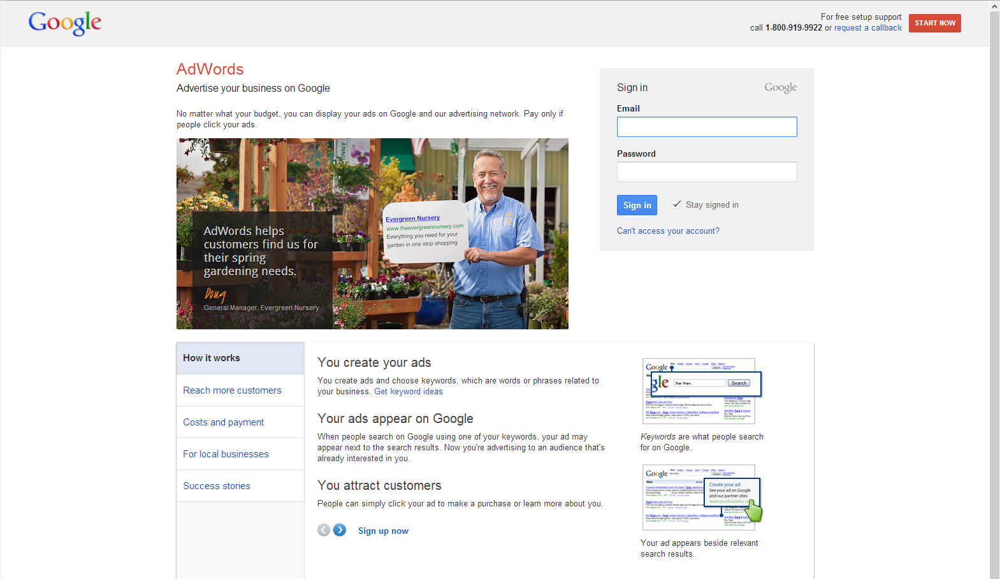 Google
For free setup support
call 1-800-919-9922 or request a callback
START NOW
AdWords
Advertise your business on Google
No matter what your budget, you can display your ads on Google and our advertising network. Pay only if
people click your ads.
ANNU
Evergreen Nursery
www.theevergreennursery.com
Everything you need for your
garden in one stop shopping
AdWords helps
customers find us for
their spring
gardening needs.
Doug
General Manager, Evergreen Nursery
Sign in
Google
Email
Password
Sign in
Stay signed in
Can't access your account?
How it works
Reach more customers
Costs and payment
For local businesses
Success stories
You create your ads
You create ads and choose keywords, which are words or phrases related to
your business. Get keyword ideas
Your ads appear on Google
When people search on Google using one of your keywords, your ad may
appear next to the search results. Now you're advertising to an audience that's
already interested in you.
You attract customers
People can simply click your ad to make a purchase or learn more about you.
Sign up now
Google
gle
Star Wars
Search
Keywords are what people search
for on Google.
Google
Star Wars
Web
Create your ad
See your ad on Google
and our partner sites.
www.yourbusiness.co
Your ad appears beside relevant
search results.